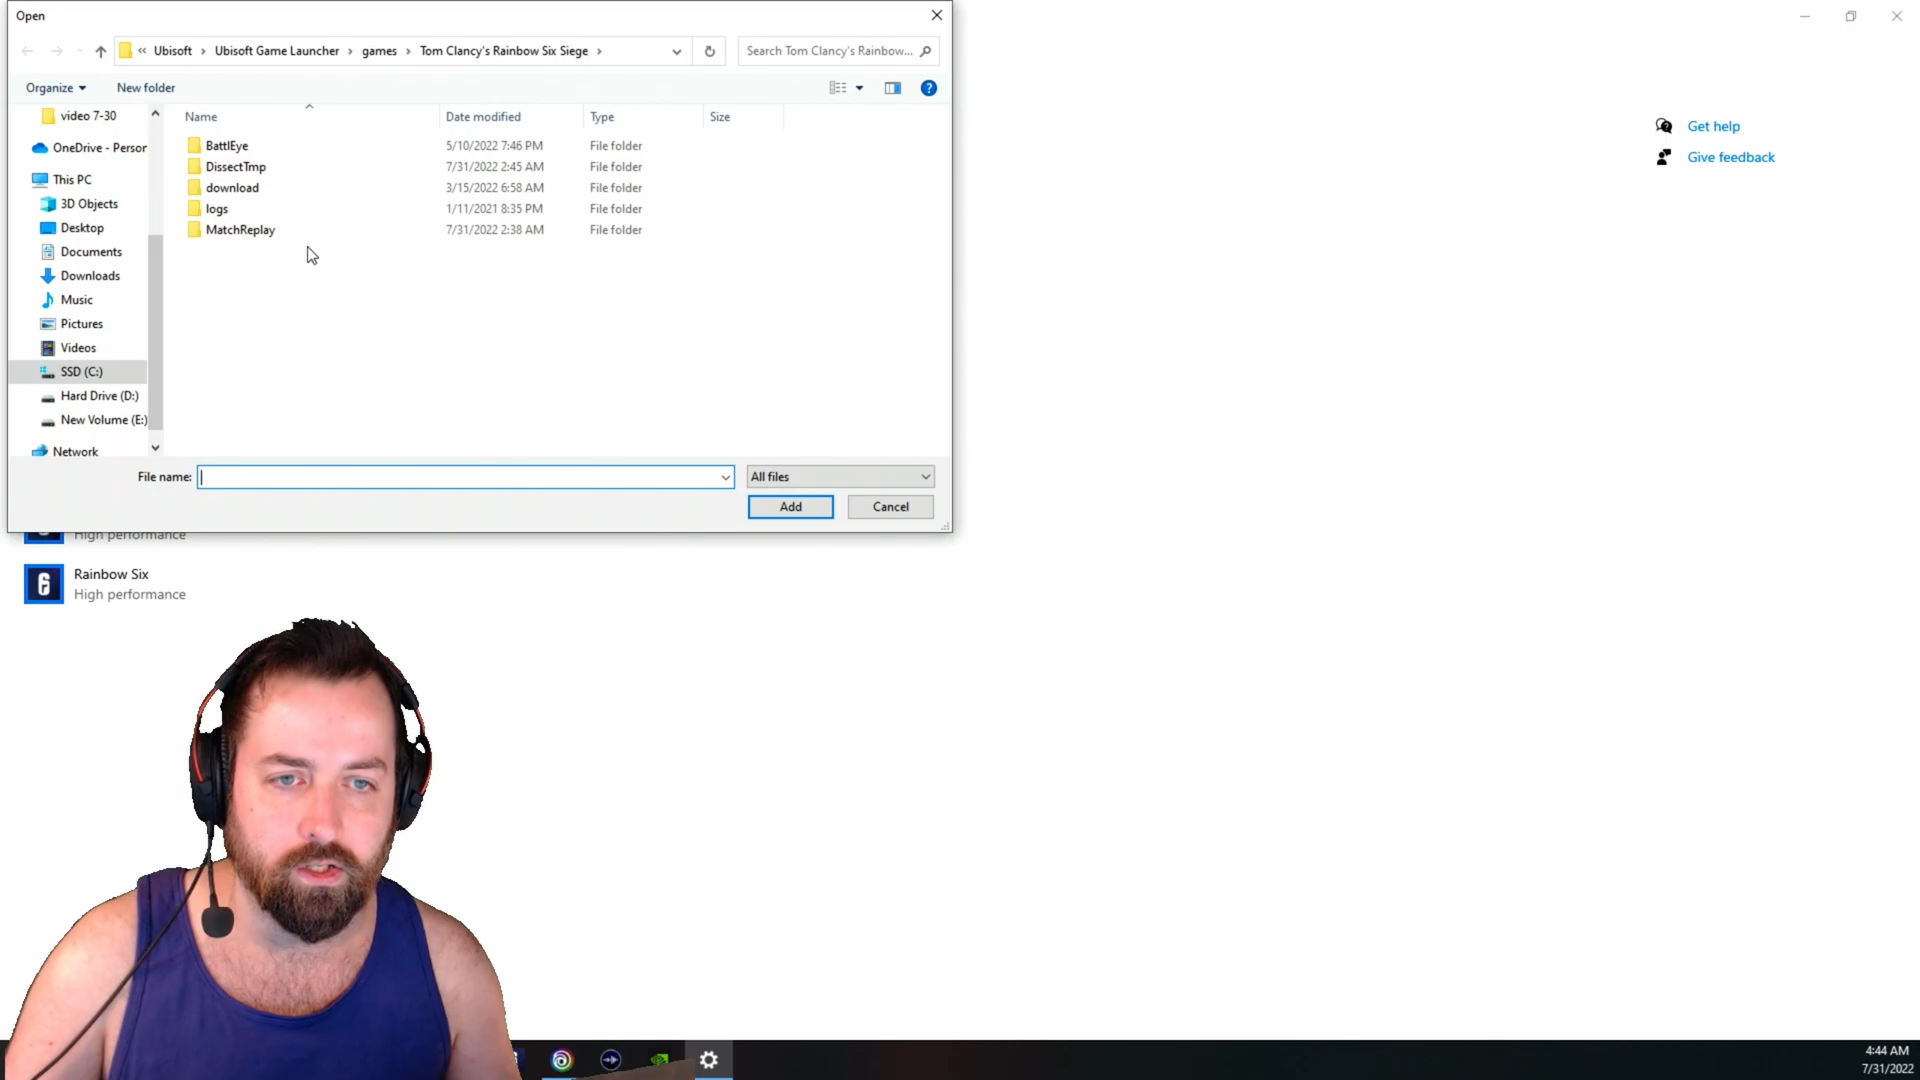 Open
« Ubisoft › Ubisoft Game Launcher › games › Tom Clancy's Rainbow Six Siege ›
Search Tom Clancy's Rainbow...
Organize
New folder
Name
Date modified
Type
Size
BattlEye 5/10/2022 7:46 PM File folder
DissectTmp 7/31/2022 2:45 AM File folder
download 3/15/2022 6:58 AM File folder
logs 1/11/2021 8:35 PM File folder
MatchReplay 7/31/2022 2:38 AM File folder
video 7-30
OneDrive - Person
This PC
3D Objects
Desktop
Documents
Downloads
Music
Pictures
Videos
SSD (C:)
Hard Drive (D:)
New Volume (E:)
Network
File name:
All files
Add
Cancel
Get help
Give feedback
High performance
Rainbow Six
High performance
4:44 AM
7/31/2022